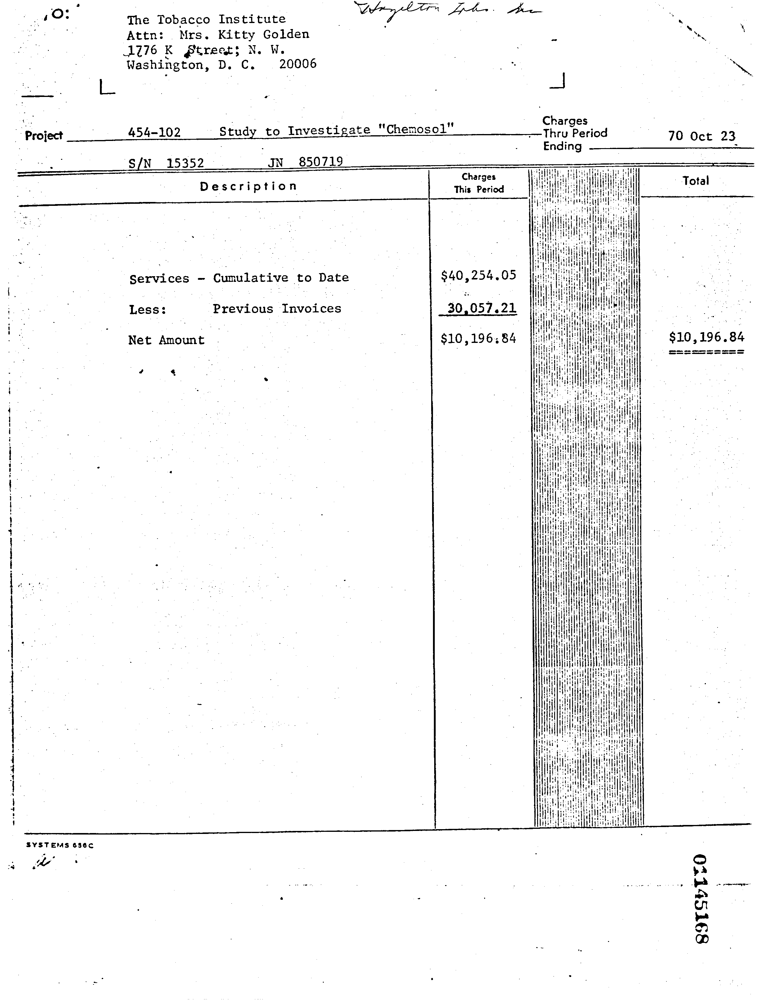 TO:
The Tobacco Institute
Attn: Mrs. Kitty Golden
1776 K Street; N. W.
Washington, D. C. 20006
Hazelton Labs. Inc
Project 454-102 Study to Investigate "Chemosol"
Charges
Thru Period
Ending 70 Oct 23
S/N 15352 JN 850719
Description Charges This Period Total
Services - Cumulative to Date $40,254.05
Less: Previous Invoices 30,057.21
Net Amount $10,196.84 $10,196.84
==========
SYSTEMS 656C
01145168